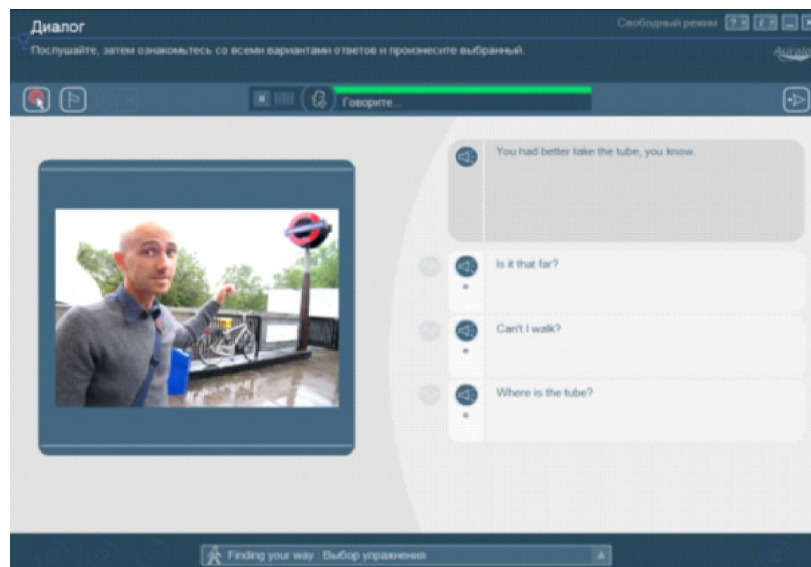 Диалог
Свободный режим
Послушайте, затем ознакомьтесь со всеми вариантами ответов и произнесите выбранный.
Говорите...
You had better take the tube, you know.
Is it that far?
Can't I walk?
Where is the tube?
Finding your way : Выбор упражнения